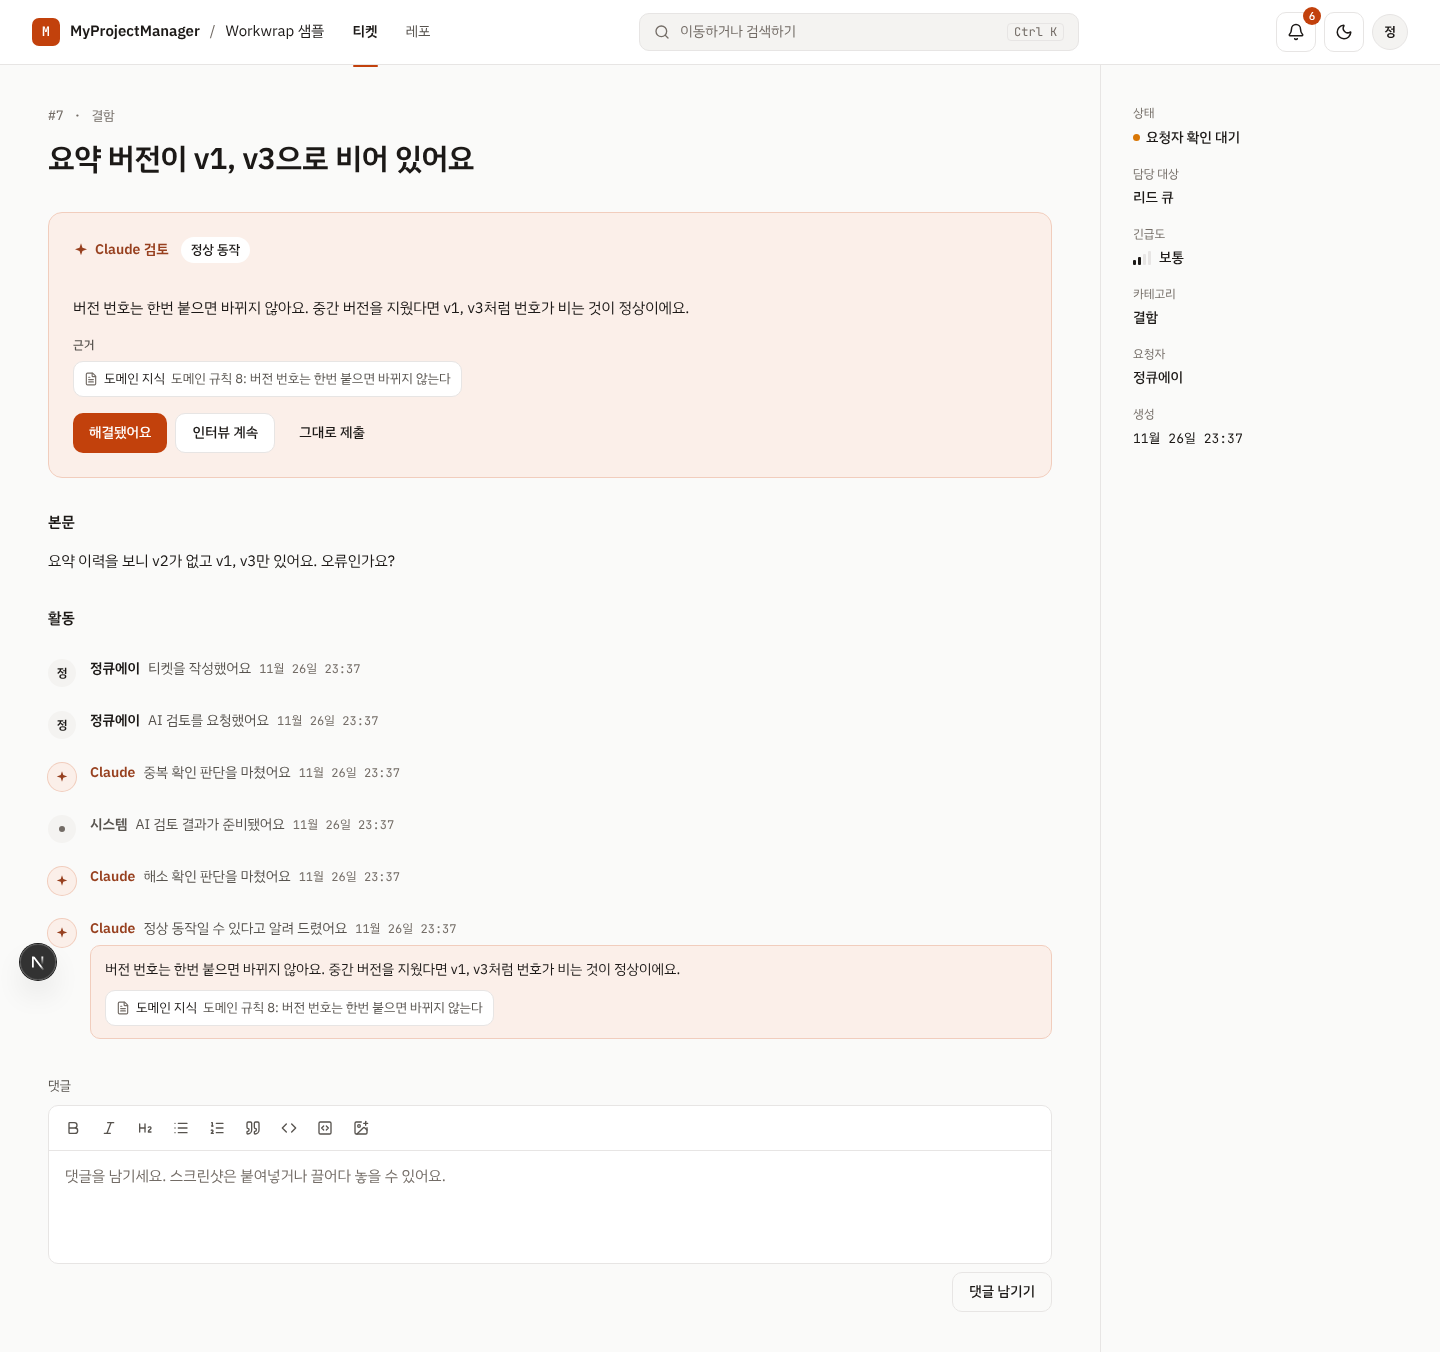 M MyProjectManager / Workwrap 샘플 티켓 레포 이동하거나 검색하기 Ctrl K 6 정
#7 · 결함
요약 버전이 v1, v3으로 비어 있어요
Claude 검토 정상 동작
버전 번호는 한번 붙으면 바뀌지 않아요. 중간 버전을 지웠다면 v1, v3처럼 번호가 비는 것이 정상이에요.
근거
도메인 지식 도메인 규칙 8: 버전 번호는 한번 붙으면 바뀌지 않는다
해결됐어요 인터뷰 계속 그대로 제출
본문
요약 이력을 보니 v2가 없고 v1, v3만 있어요. 오류인가요?
활동
정 정큐에이 티켓을 작성했어요 11월 26일 23:37
정 정큐에이 AI 검토를 요청했어요 11월 26일 23:37
Claude 중복 확인 판단을 마쳤어요 11월 26일 23:37
시스템 AI 검토 결과가 준비됐어요 11월 26일 23:37
Claude 해소 확인 판단을 마쳤어요 11월 26일 23:37
Claude 정상 동작일 수 있다고 알려 드렸어요 11월 26일 23:37
N
버전 번호는 한번 붙으면 바뀌지 않아요. 중간 버전을 지웠다면 v1, v3처럼 번호가 비는 것이 정상이에요.
도메인 지식 도메인 규칙 8: 버전 번호는 한번 붙으면 바뀌지 않는다
댓글
H2
댓글을 남기세요. 스크린샷은 붙여넣거나 끌어다 놓을 수 있어요.
댓글 남기기
상태
요청자 확인 대기
담당 대상
리드 큐
긴급도
보통
카테고리
결함
요청자
정큐에이
생성
11월 26일 23:37